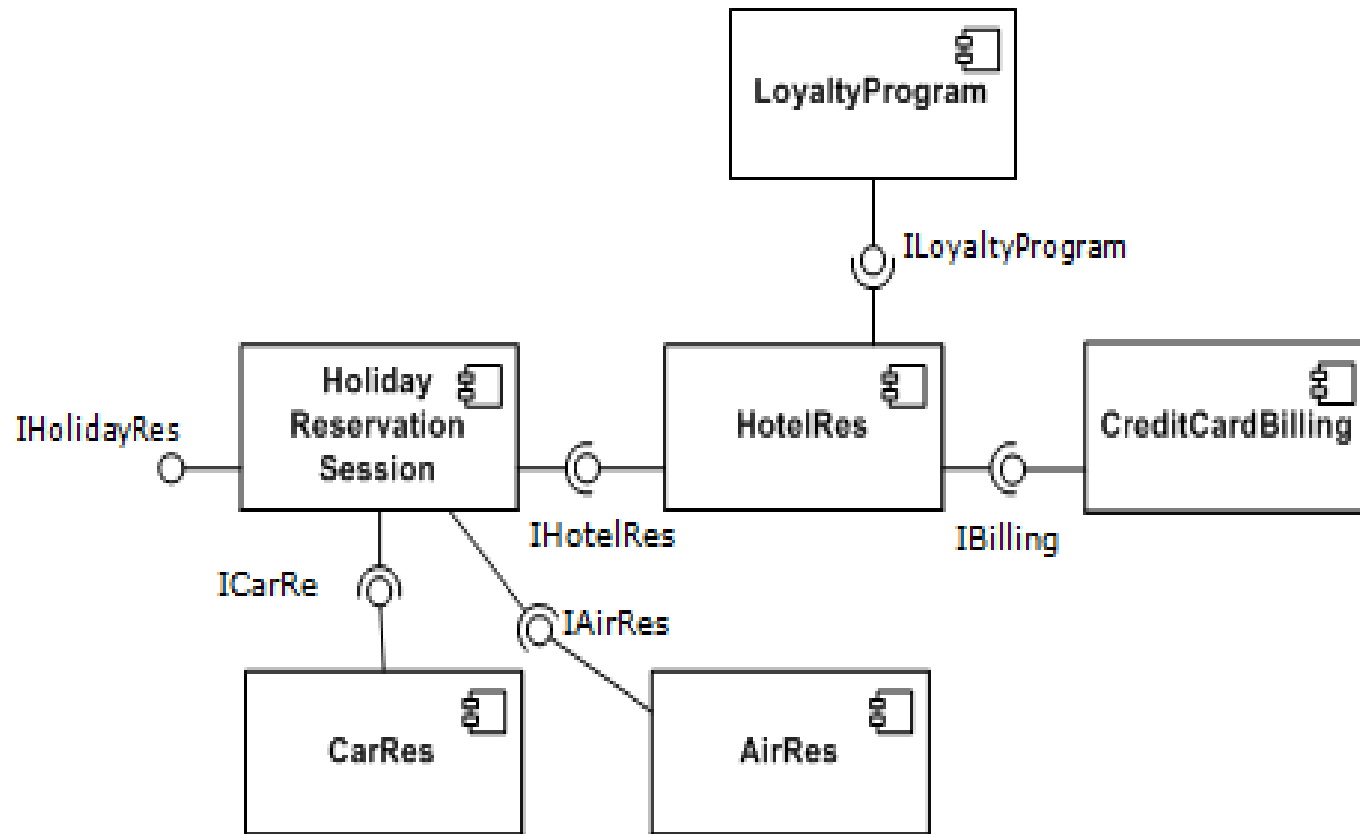 LoyaltyProgram
ILoyaltyProgram
Holiday
Reservation
Session
IHolidayRes
HotelRes
CreditCardBilling
IHotelRes
IBilling
ICarRe
IAirRes
CarRes
AirRes